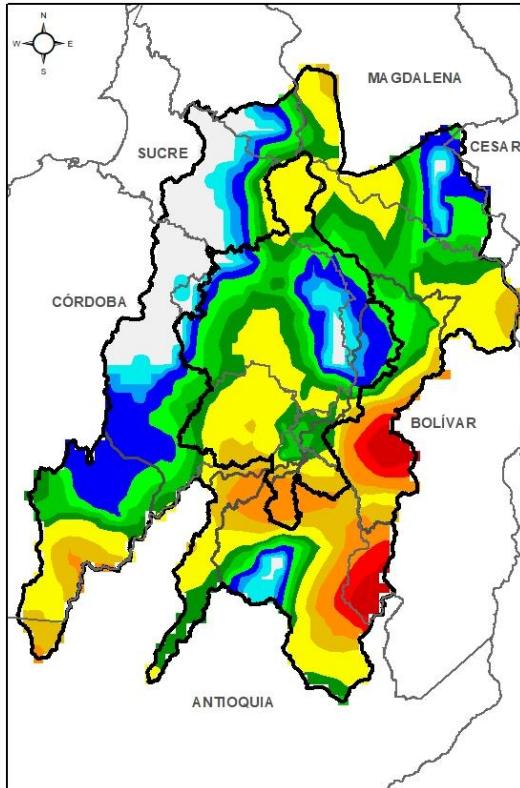 N
W E
S
MAGDALENA
SUCRE
CESAR
CÓRDOBA
BOLÍVAR
ANTIOQUIA